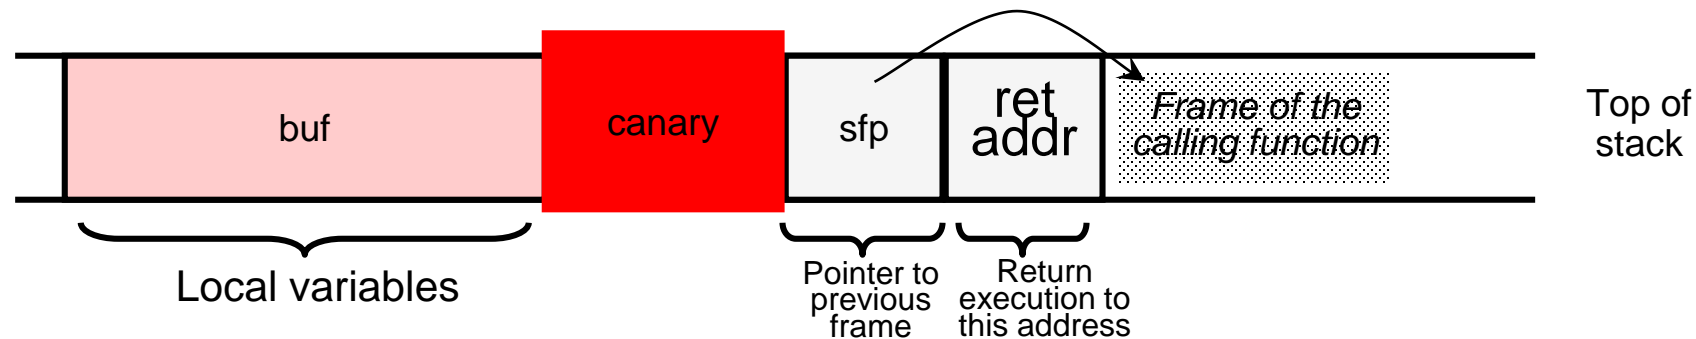 buf
canary
sfp
ret
addr
Frame of the
calling function
Top of
stack
Local variables
Pointer to
previous
frame
Return
execution to
this address